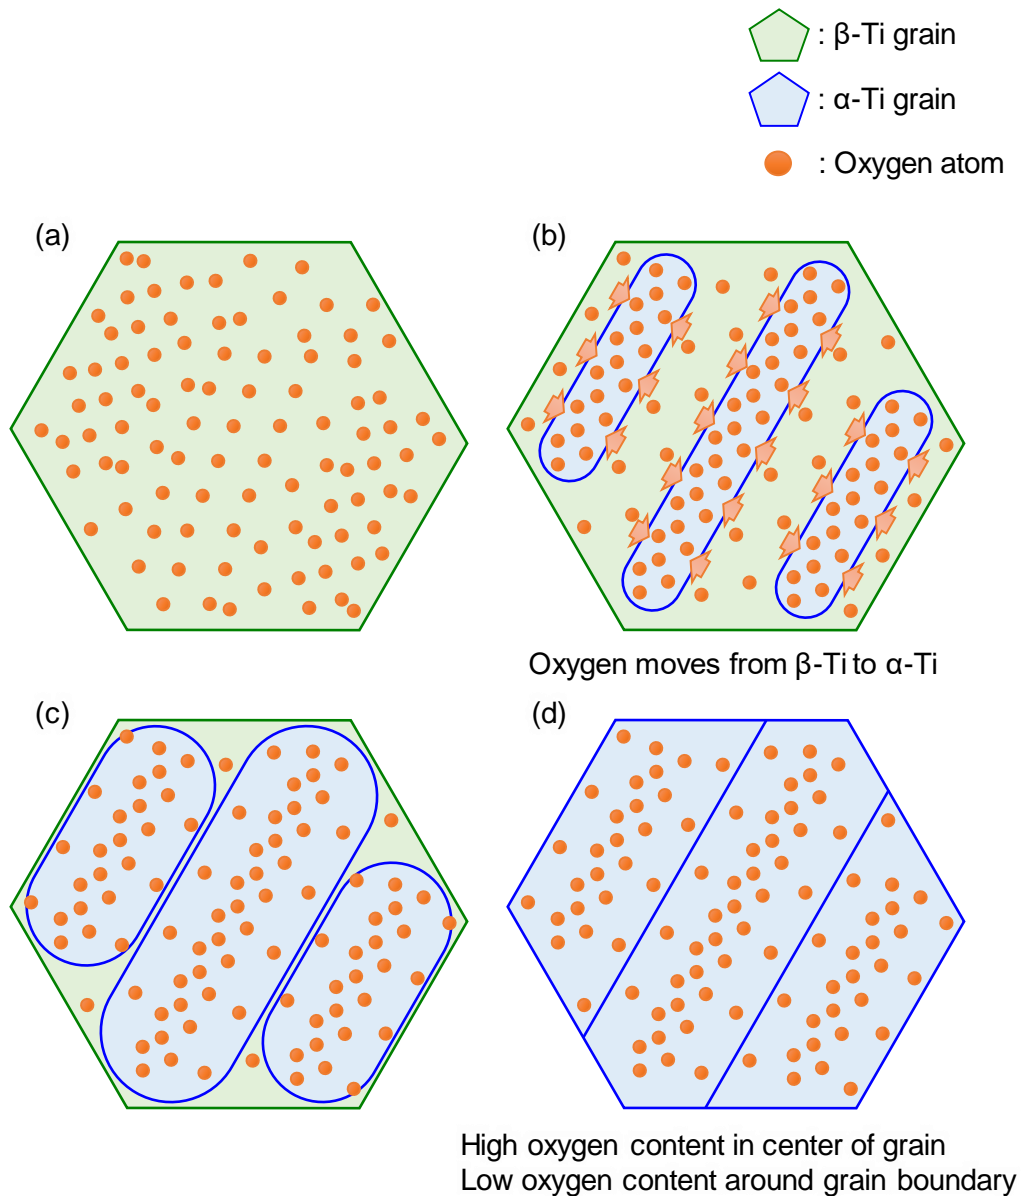 : β-Ti grain
: α-Ti grain
: Oxygen atom
(a)
(b)
Oxygen moves from β-Ti to α-Ti
(c)
(d)
High oxygen content in center of grain
Low oxygen content around grain boundary